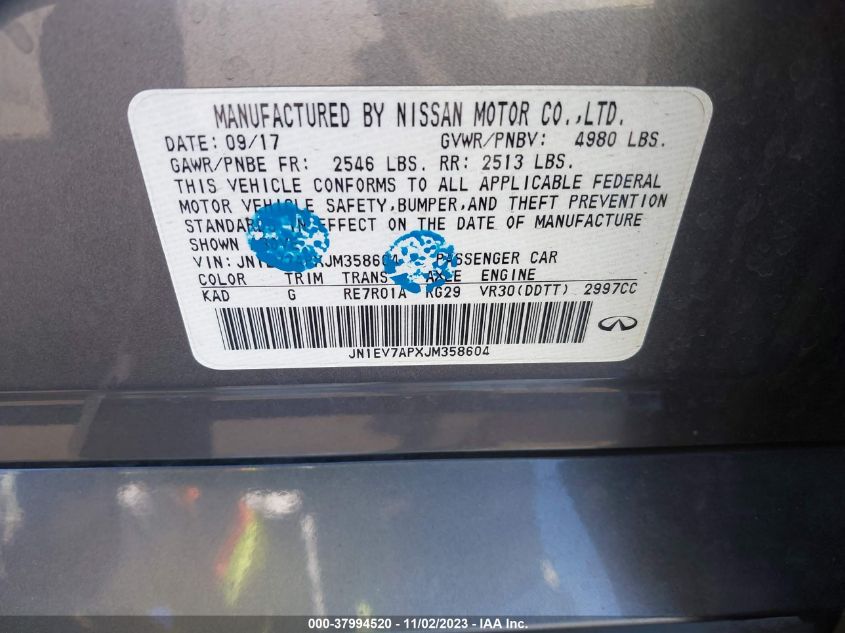 MANUFACTURED BY NISSAN MOTOR CO.,LTD.
DATE: 09/17 GVWR/PNBV: 4980 LBS.
GAWR/PNBE FR: 2546 LBS. RR: 2513 LBS.
THIS VEHICLE CONFORMS TO ALL APPLICABLE FEDERAL
MOTOR VEHICLE SAFETY,BUMPER,AND THEFT PREVENTION
STANDARDS IN EFFECT ON THE DATE OF MANUFACTURE
SHOWN
VIN: PASSENGER CAR
COLOR TRIM TRANS AXLE ENGINE
KAD G RE7R01A RG29 VR30(DDTT) 2997CC
JN1EV7APXJM358604
000-37994520 - 11/02/2023 - IAA Inc.